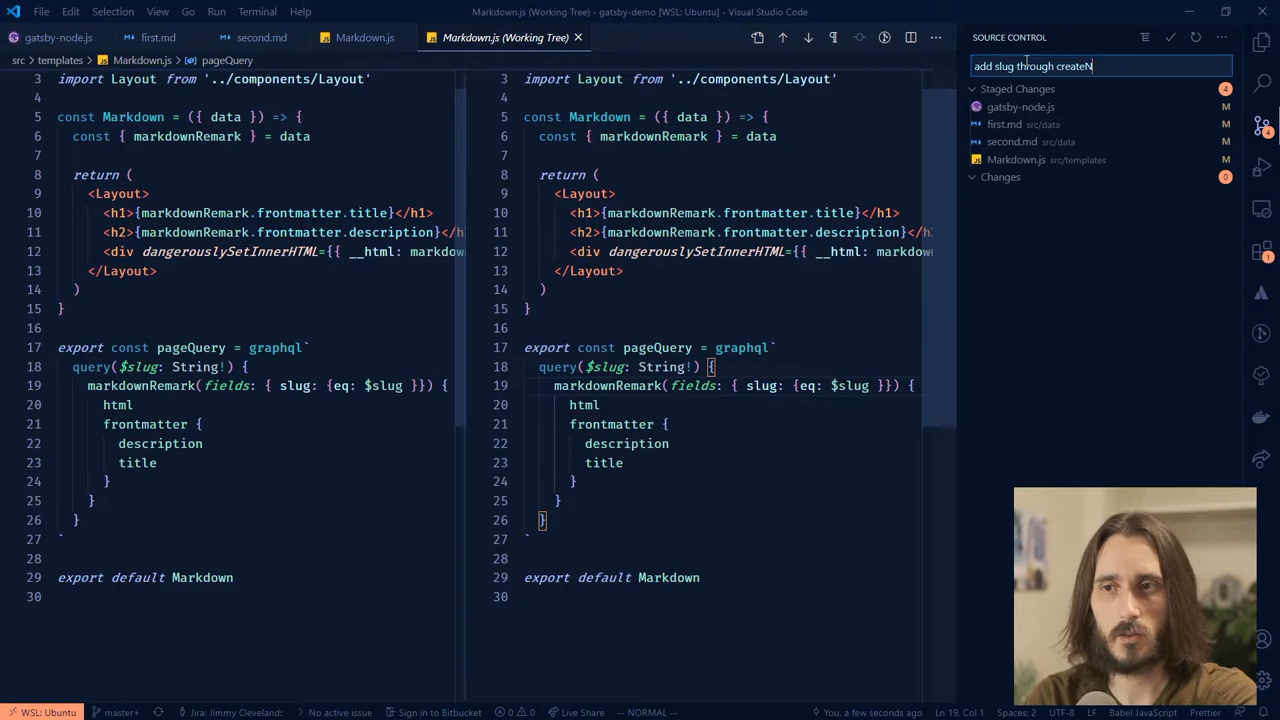 File Edit Selection View Go Run Terminal Help
Markdown.js (Working Tree) - gatsby-demo [WSL: Ubuntu] - Visual Studio Code
gatsby-node.js first.md second.md Markdown.js Markdown.js (Working Tree)
src > templates > Markdown.js > pageQuery
3 import Layout from '../components/Layout'
4
5 const Markdown = ({ data }) => {
6 const { markdownRemark } = data
7
8 return (
9 <Layout>
10 <h1>{markdownRemark.frontmatter.title}</h1>
11 <h2>{markdownRemark.frontmatter.description}</h
12 <div dangerouslySetInnerHTML={{ __html: markdow
13 </Layout>
14 )
15 }
16
17 export const pageQuery = graphql`
18 query($slug: String!) {
19 markdownRemark(fields: { slug: {eq: $slug }}) {
20 html
21 frontmatter {
22 description
23 title
24 }
25 }
26 }
27 `
28
29 export default Markdown
30
3 import Layout from '../components/Layout'
4
5 const Markdown = ({ data }) => {
6 const { markdownRemark } = data
7
8 return (
9 <Layout>
10 <h1>{markdownRemark.frontmatter.title}</h1>
11 <h2>{markdownRemark.frontmatter.description}</h
12 <div dangerouslySetInnerHTML={{ __html: markdow
13 </Layout>
14 )
15 }
16
17 export const pageQuery = graphql`
18 query($slug: String!) {
19 markdownRemark(fields: { slug: {eq: $slug }}) {
20 html
21 frontmatter {
22 description
23 title
24 }
25 }
26 }
27 `
28
29 export default Markdown
30
SOURCE CONTROL
add slug through createN
Staged Changes 4
gatsby-node.js M
first.md src/data M
second.md src/data M
Markdown.js src/templates M
Changes 0
4
1
WSL: Ubuntu master+ Jira: Jimmy Cleveland: No active issue Sign in to Bitbucket 0 0 Live Share -- NORMAL -- You, a few seconds ago Ln 19, Col 1 Spaces: 2 UTF-8 LF Babel JavaScript Prettier